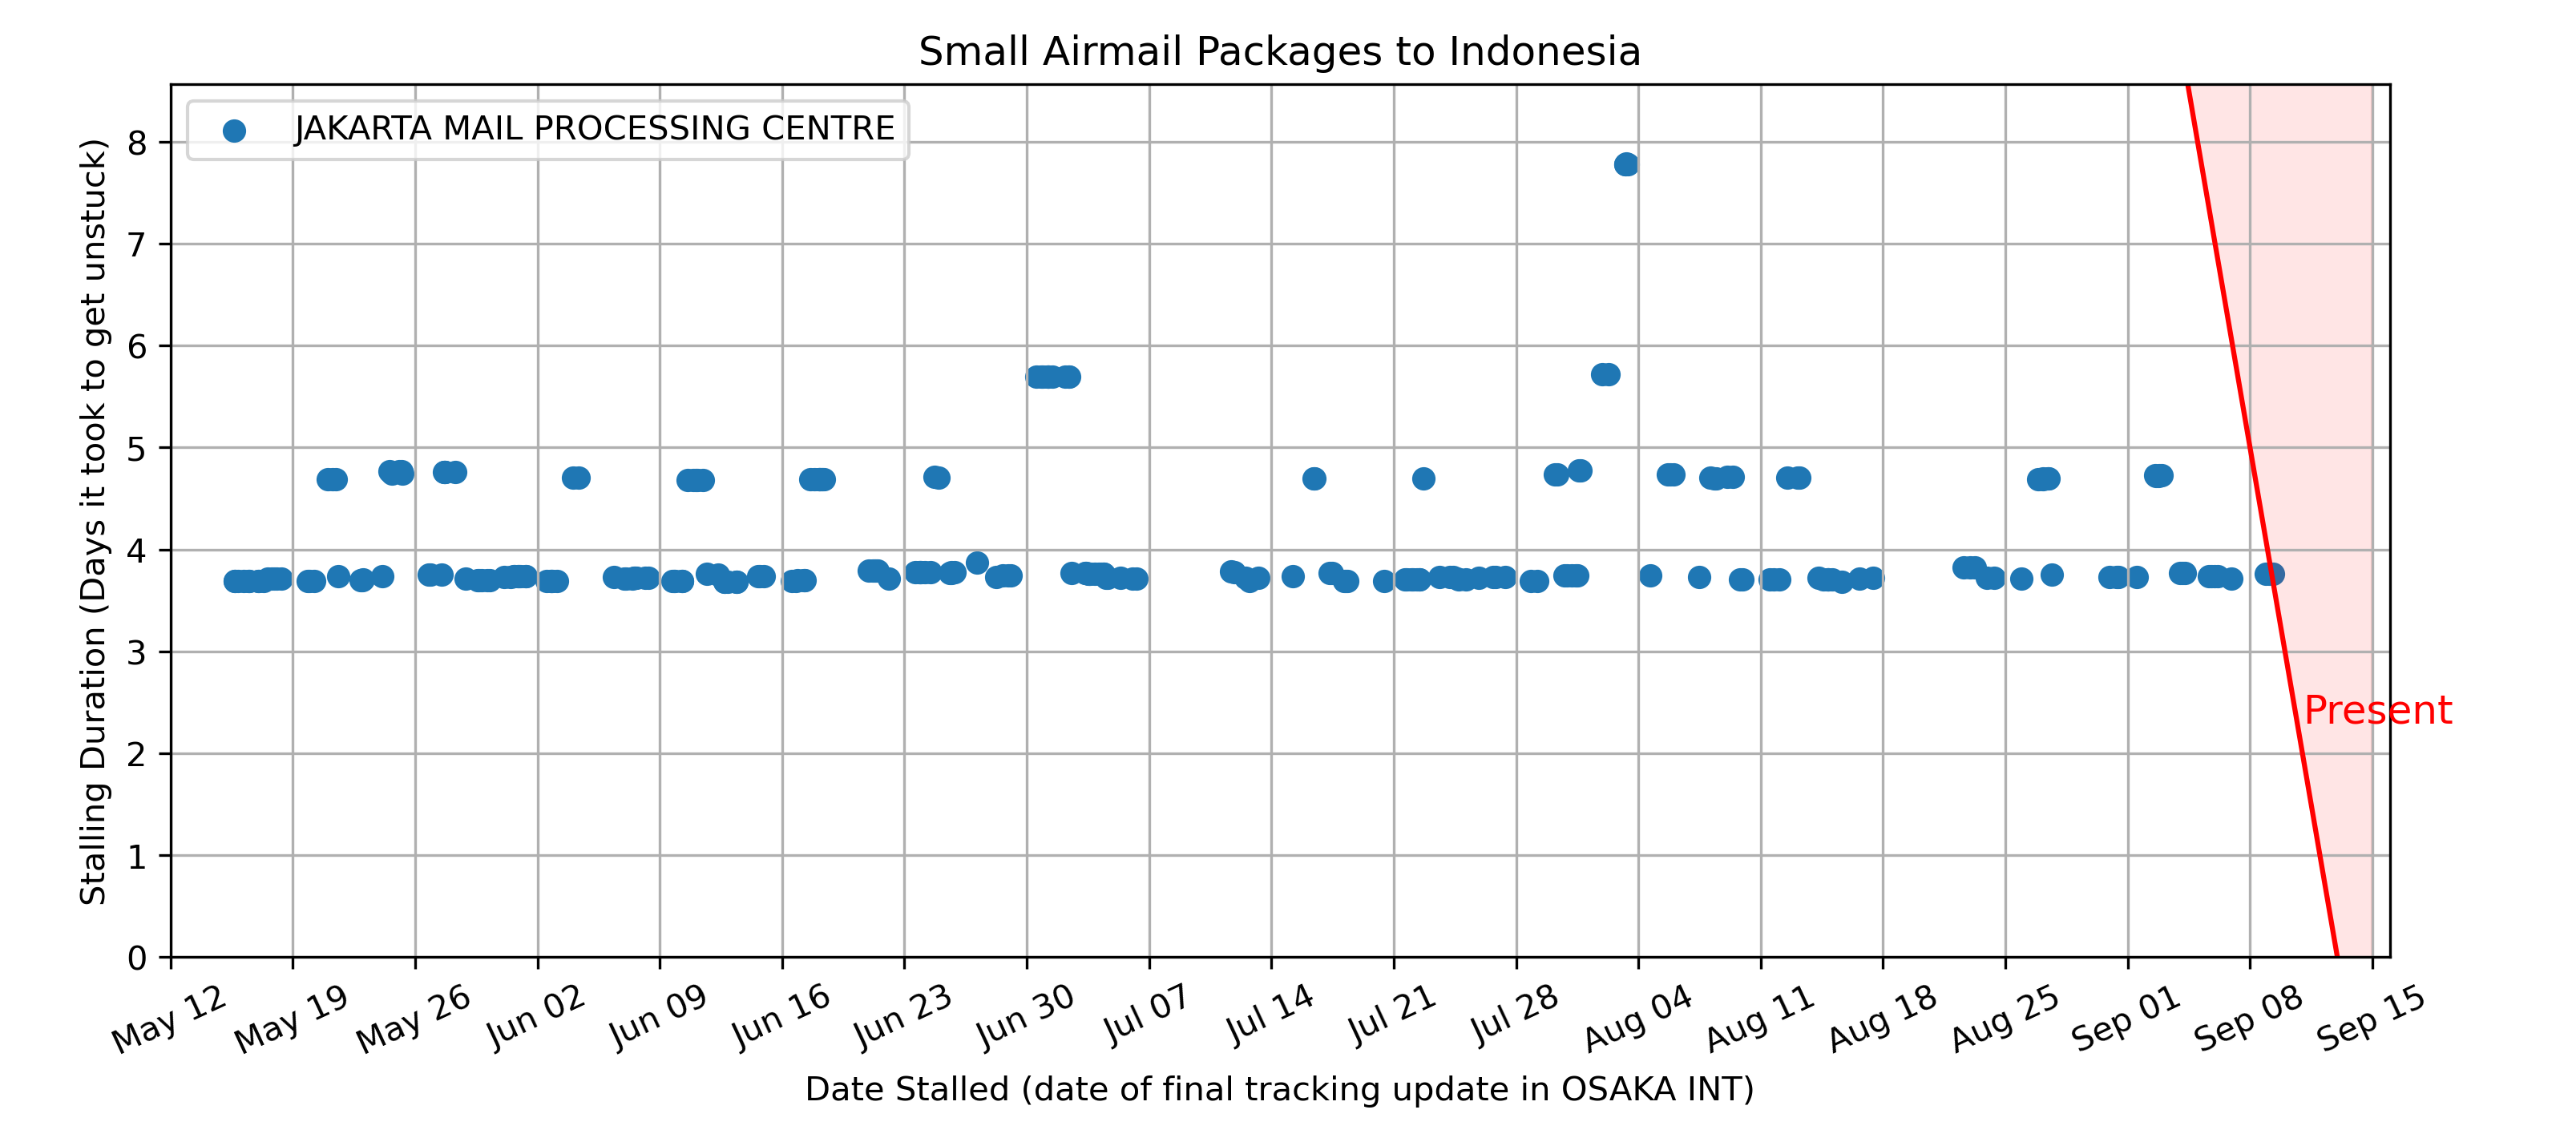 Small Airmail Packages to Indonesia
JAKARTA MAIL PROCESSING CENTRE
Stalling Duration (Days it took to get unstuck)
8
7
6
5
4
3
2
1
0
Present
May 12
May 19
May 26
Jun 02
Jun 09
Jun 16
Jun 23
Jun 30
Jul 07
Jul 14
Jul 21
Jul 28
Aug 04
Aug 11
Aug 18
Aug 25
Sep 01
Sep 08
Sep 15
Date Stalled (date of final tracking update in OSAKA INT)